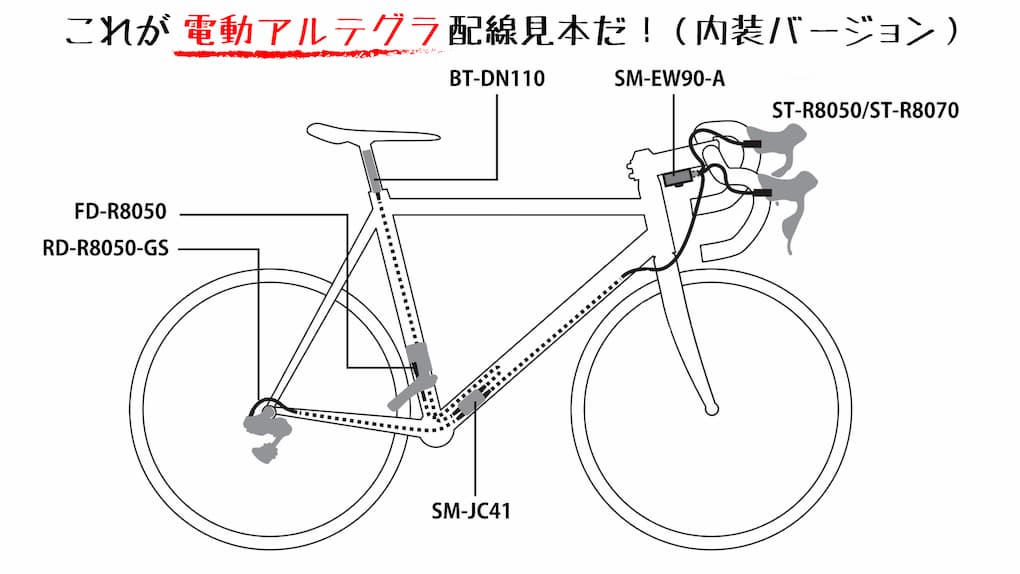 これが 電動アルテグラ 配線見本だ！（内装バージョン）
BT-DN110
SM-EW90-A
ST-R8050/ST-R8070
FD-R8050
RD-R8050-GS
SM-JC41